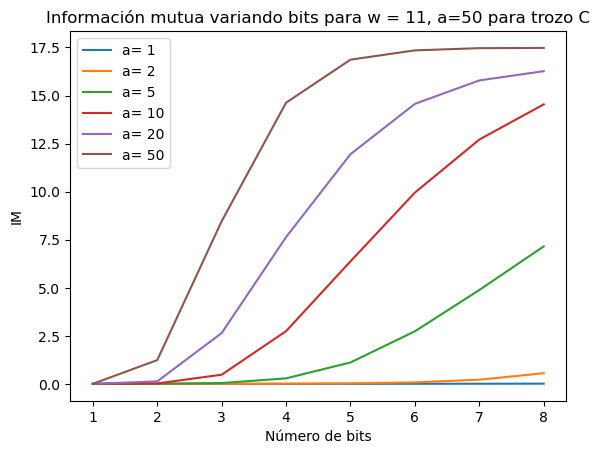 Información mutua variando bits para w = 11, a=50 para trozo C
17.5
15.0
12.5
10.0
7.5
5.0
2.5
0.0
IM
a= 1
a= 2
a= 5
a= 10
a= 20
a= 50
1 2 3 4 5 6 7 8
Número de bits